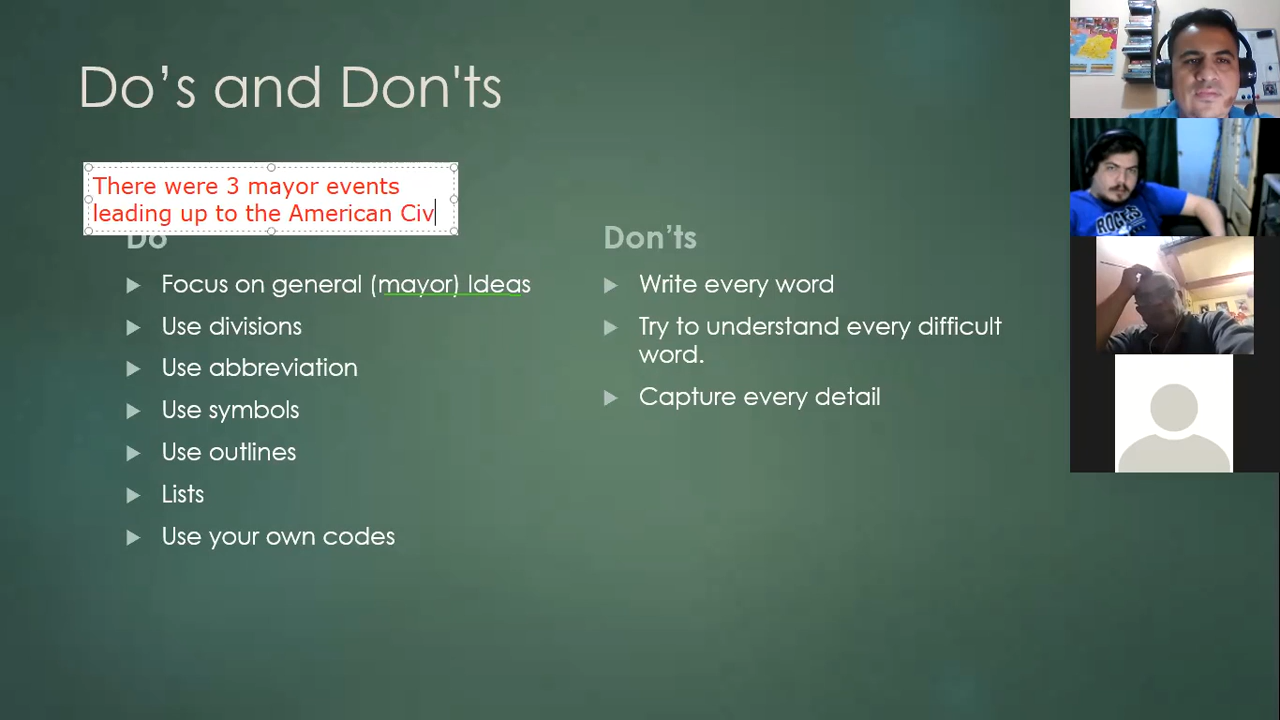 Do’s and Don'ts
There were 3 mayor events
leading up to the American Civ
Do
Focus on general (mayor) Ideas
Use divisions
Use abbreviation
Use symbols
Use outlines
Lists
Use your own codes
Don’ts
Write every word
Try to understand every difficult
word.
Capture every detail
ROCKETS